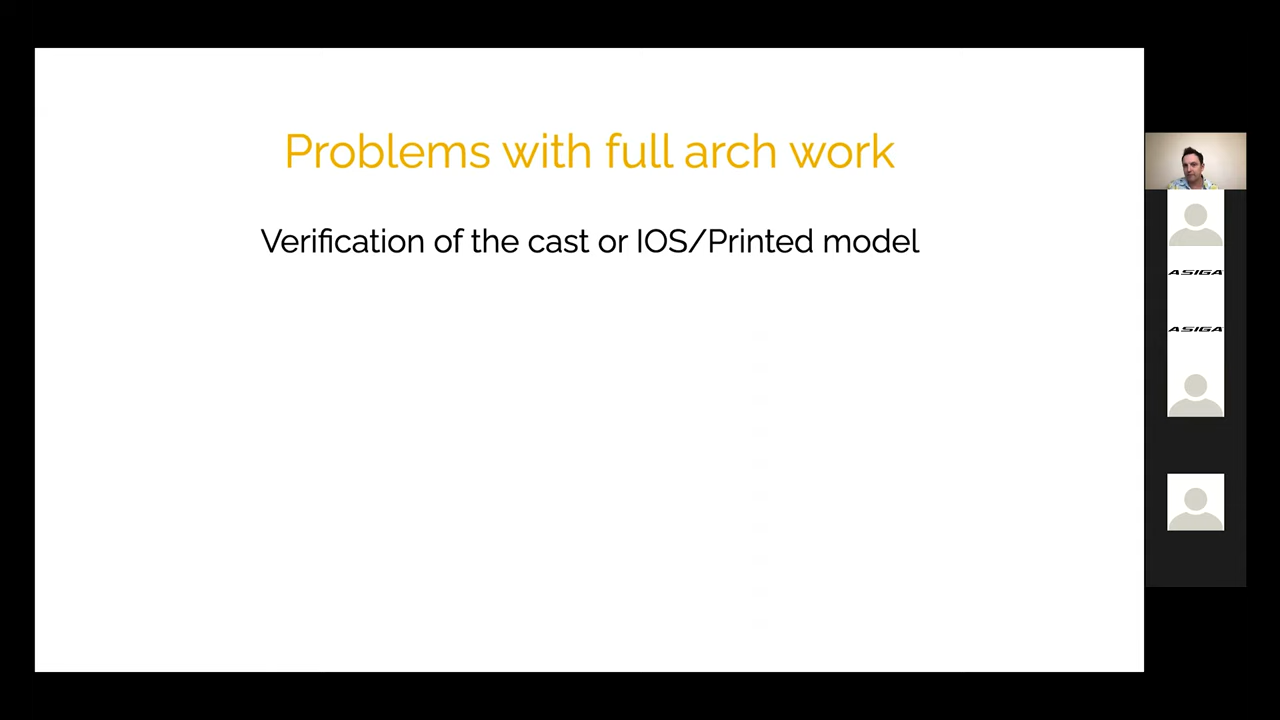 Problems with full arch work
Verification of the cast or IOS/Printed model
ASIGA
ASIGA